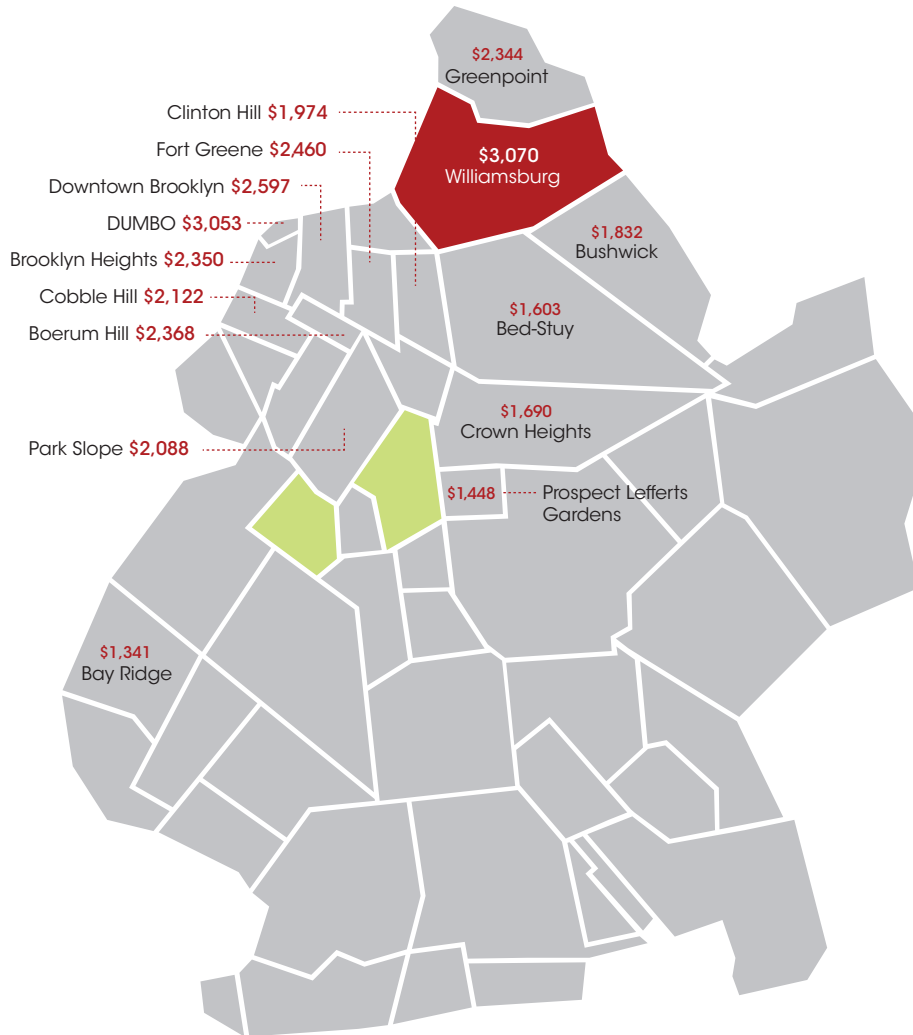 $2,344
Greenpoint
Clinton Hill $1,974
Fort Greene $2,460
$3,070
Williamsburg
Downtown Brooklyn $2,597
DUMBO $3,053
$1,832
Bushwick
Brooklyn Heights $2,350
Cobble Hill $2,122
$1,603
Bed-Stuy
Boerum Hill $2,368
$1,690
Crown Heights
Park Slope $2,088
$1,448
Prospect Lefferts
Gardens
$1,341
Bay Ridge